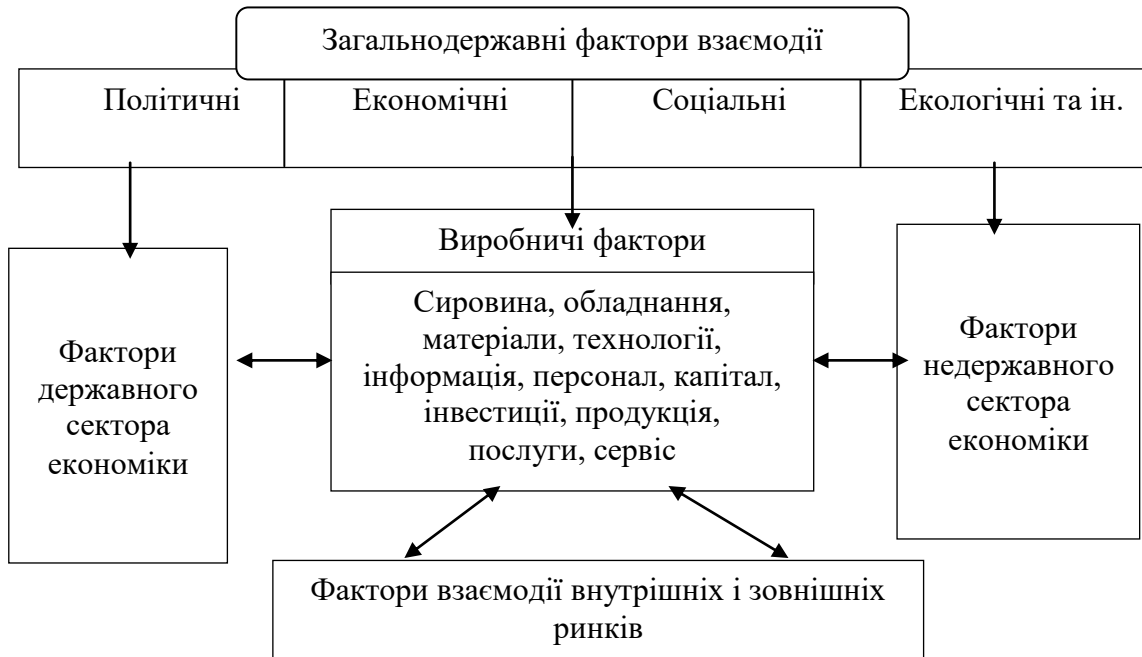 Загальнодержавні фактори взаємодії
Політичні
Економічні
Соціальні
Екологічні та ін.
Виробничі фактори
Сировина, обладнання,
матеріали, технології,
інформація, персонал, капітал,
інвестиції, продукція,
послуги, сервіс
Фактори
державного
сектора
економіки
Фактори
недержавного
сектора
економіки
Фактори взаємодії внутрішніх і зовнішніх
ринків